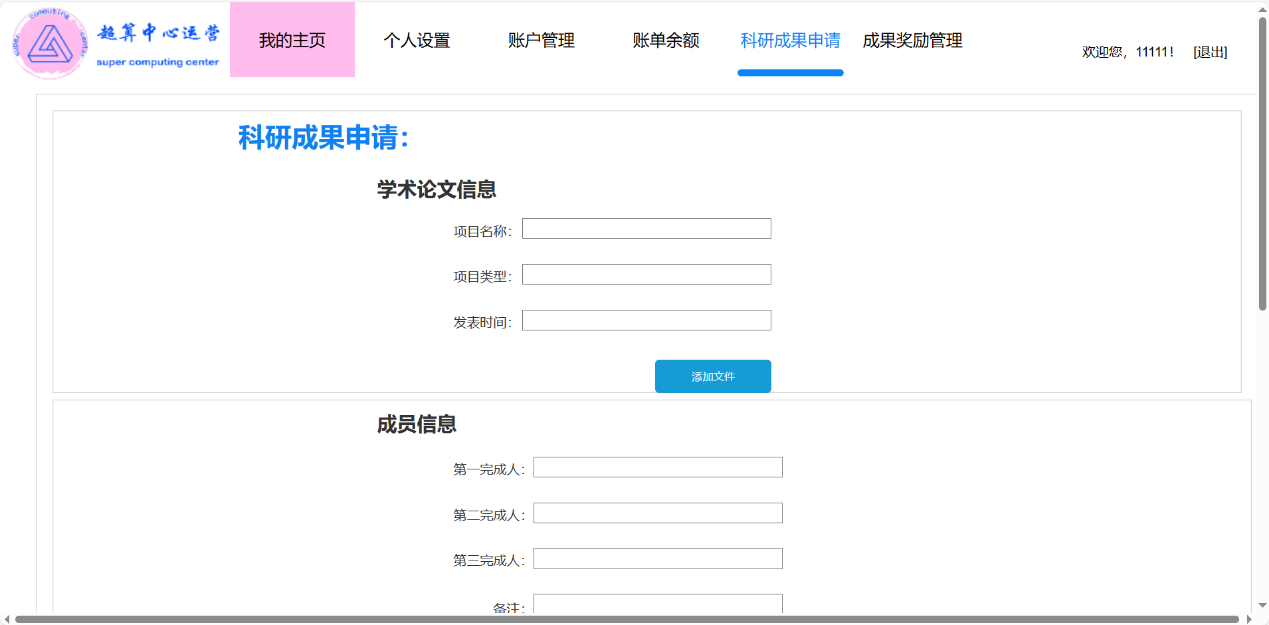 super computing center
超算中心运营
super computing center
我的主页 个人设置 账户管理 账单余额 科研成果申请 成果奖励管理 欢迎您，11111! [退出]
科研成果申请：
学术论文信息
项目名称：
项目类型：
发表时间：
添加文件
成员信息
第一完成人：
第二完成人：
第三完成人：
备注：